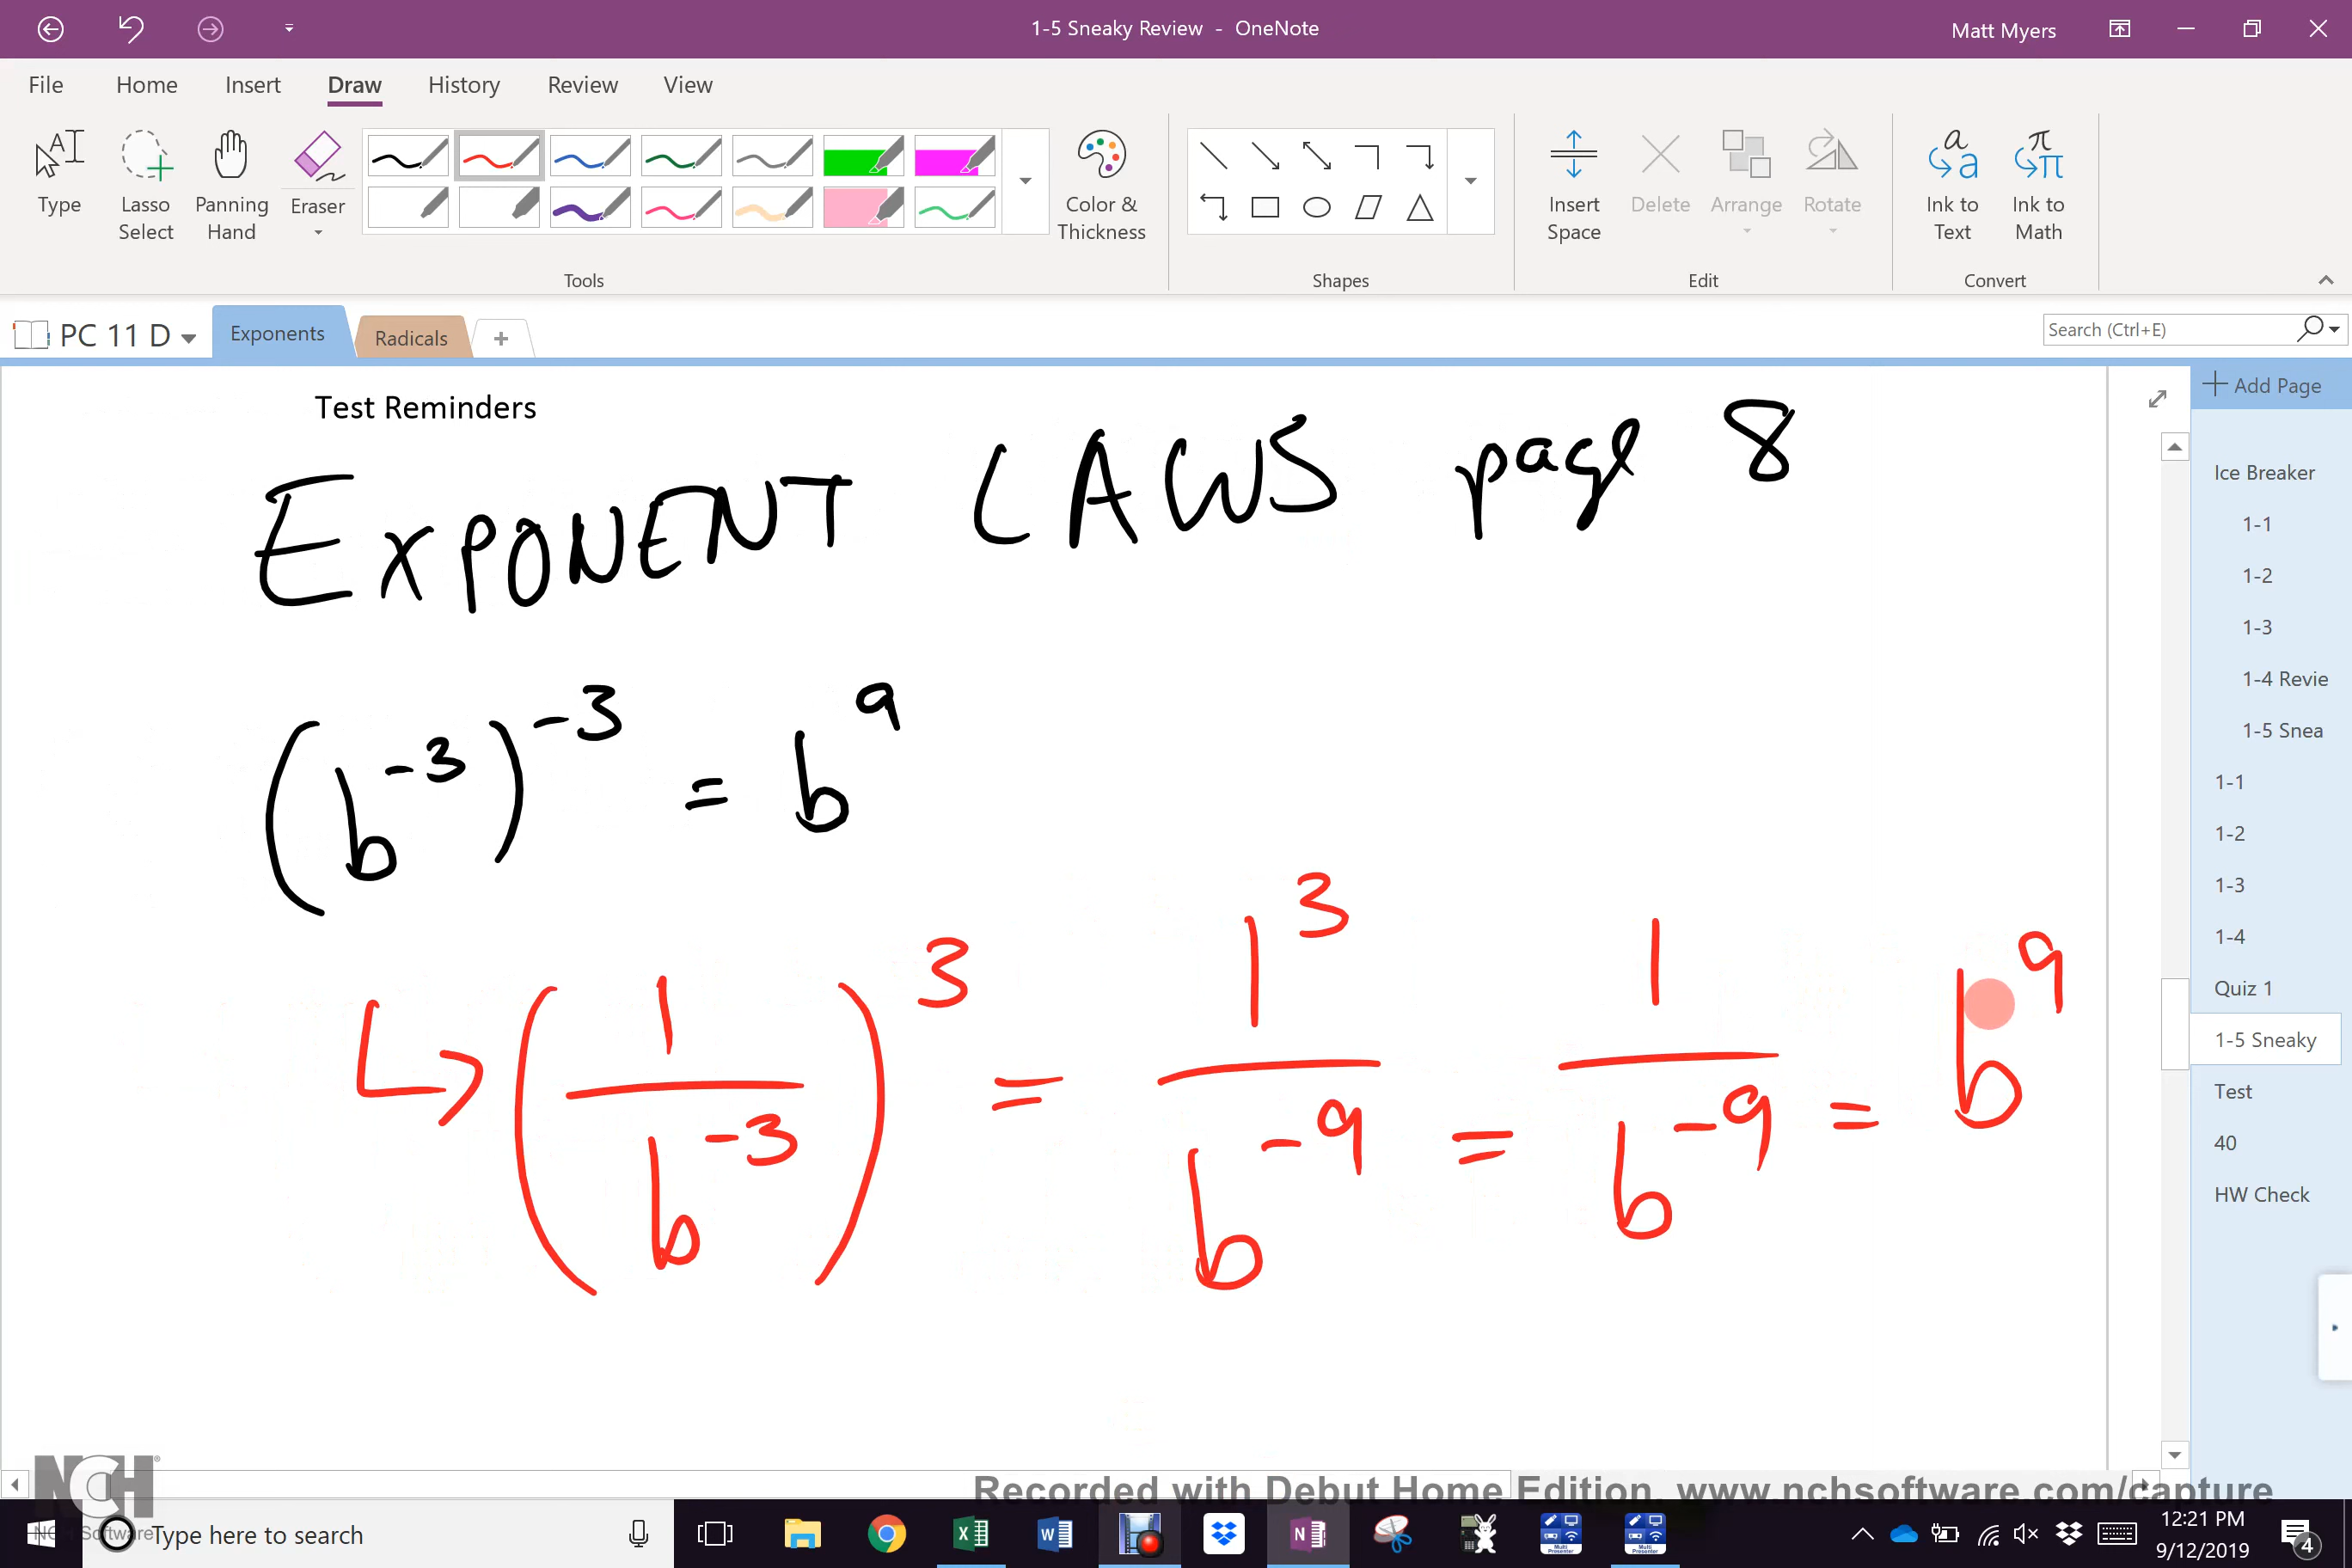 1-5 Sneaky Review - OneNote
Matt Myers
File Home Insert Draw History Review View
Type
Lasso Select
Panning Hand
Eraser
Color & Thickness
Insert Space
Delete
Arrange
Rotate
Ink to Text
Ink to Math
Tools
Shapes
Edit
Convert
PC 11 D
Exponents
Radicals
Search (Ctrl+E)
Add Page
Test Reminders
EXPONENT LAWS page 8
(b^-3)^-3 = b^9
↳ (1/b^-3)^3 = 1^3/b^-9 = 1/b^-9 = b^9
Ice Breaker
1-1
1-2
1-3
1-4 Revie
1-5 Snea
1-1
1-2
1-3
1-4
Quiz 1
1-5 Sneaky
Test
40
HW Check
NCH
NCH Software
Recorded with Debut Home Edition. www.nchsoftware.com/capture
Type here to search
12:21 PM
9/12/2019
4